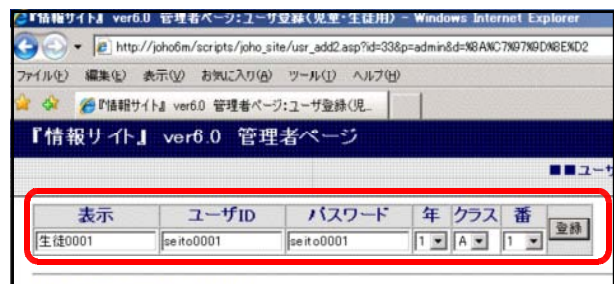 『情報サイト』 ver6.0 管理者ページ:ユーザ登録(児童・生徒用) - Windows Internet Explorer
http://joho6m/scripts/joho_site/usr_add2.asp?id=33&p=admin&d=%8A%C7%97%9D%8E%D2
ファイル(F) 編集(E) 表示(V) お気に入り(A) ツール(T) ヘルプ(H)
『情報サイト』 ver6.0 管理者ページ:ユーザ登録(児...
『情報サイト』 ver6.0 管理者ページ
■■ユーザ
表示 ユーザID パスワード 年 クラス 番
生徒0001 seito0001 seito0001 1 A 1 登録